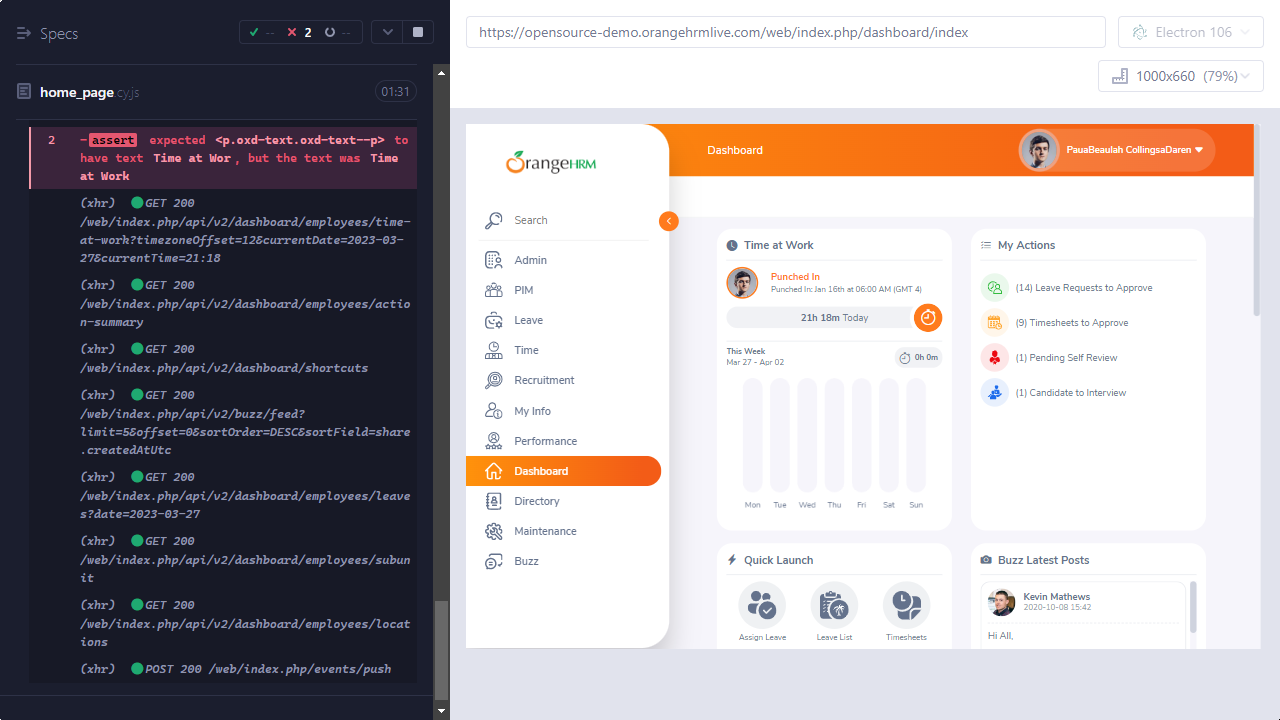 Specs
-- 2 --
home_page.cy.js 01:31
2 -assert expected <p.oxd-text.oxd-text--p> to
have text Time at Wor, but the text was Time
at Work
(xhr) GET 200
/web/index.php/api/v2/dashboard/employees/time-
at-work?timezoneOffset=12&currentDate=2023-03-
27&currentTime=21:18
(xhr) GET 200
/web/index.php/api/v2/dashboard/employees/actio
n-summary
(xhr) GET 200
/web/index.php/api/v2/dashboard/shortcuts
(xhr) GET 200
/web/index.php/api/v2/buzz/feed?
limit=5&offset=0&sortOrder=DESC&sortField=share
.createdAtUtc
(xhr) GET 200
/web/index.php/api/v2/dashboard/employees/leave
s?date=2023-03-27
(xhr) GET 200
/web/index.php/api/v2/dashboard/employees/subun
it
(xhr) GET 200
/web/index.php/api/v2/dashboard/employees/locat
ions
(xhr) POST 200 /web/index.php/events/push
https://opensource-demo.orangehrmlive.com/web/index.php/dashboard/index
Electron 106
1000x660 (79%)
OrangeHRM
Search
Admin
PIM
Leave
Time
Recruitment
My Info
Performance
Dashboard
Directory
Maintenance
Buzz
Dashboard
PauaBeaulah CollingsaDaren
Time at Work
Punched In
Punched In: Jan 16th at 06:00 AM (GMT 4)
21h 18m Today
This Week
Mar 27 - Apr 02
0h 0m
Mon Tue Wed Thu Fri Sat Sun
My Actions
(14) Leave Requests to Approve
(9) Timesheets to Approve
(1) Pending Self Review
(1) Candidate to Interview
Quick Launch
Assign Leave Leave List Timesheets
Buzz Latest Posts
Kevin Mathews
2020-10-08 15:42
Hi All,